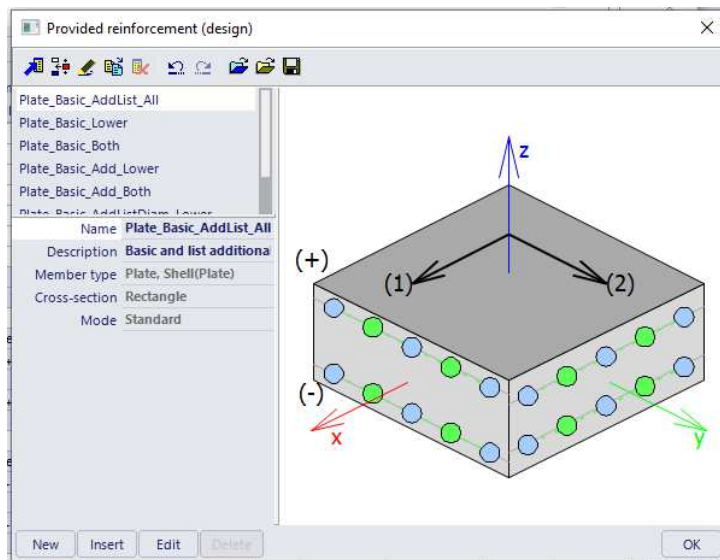 Provided reinforcement (design)
Plate_Basic_AddList_All
Plate_Basic_Lower
Plate_Basic_Both
Plate_Basic_Add_Lower
Plate_Basic_Add_Both
Plate_Basic_AddListDiam_Lower
Name Plate_Basic_AddList_All
Description Basic and list additiona
Member type Plate, Shell(Plate)
Cross-section Rectangle
Mode Standard
z
(+)
(1) (2)
(-)
x y
New Insert Edit Delete OK